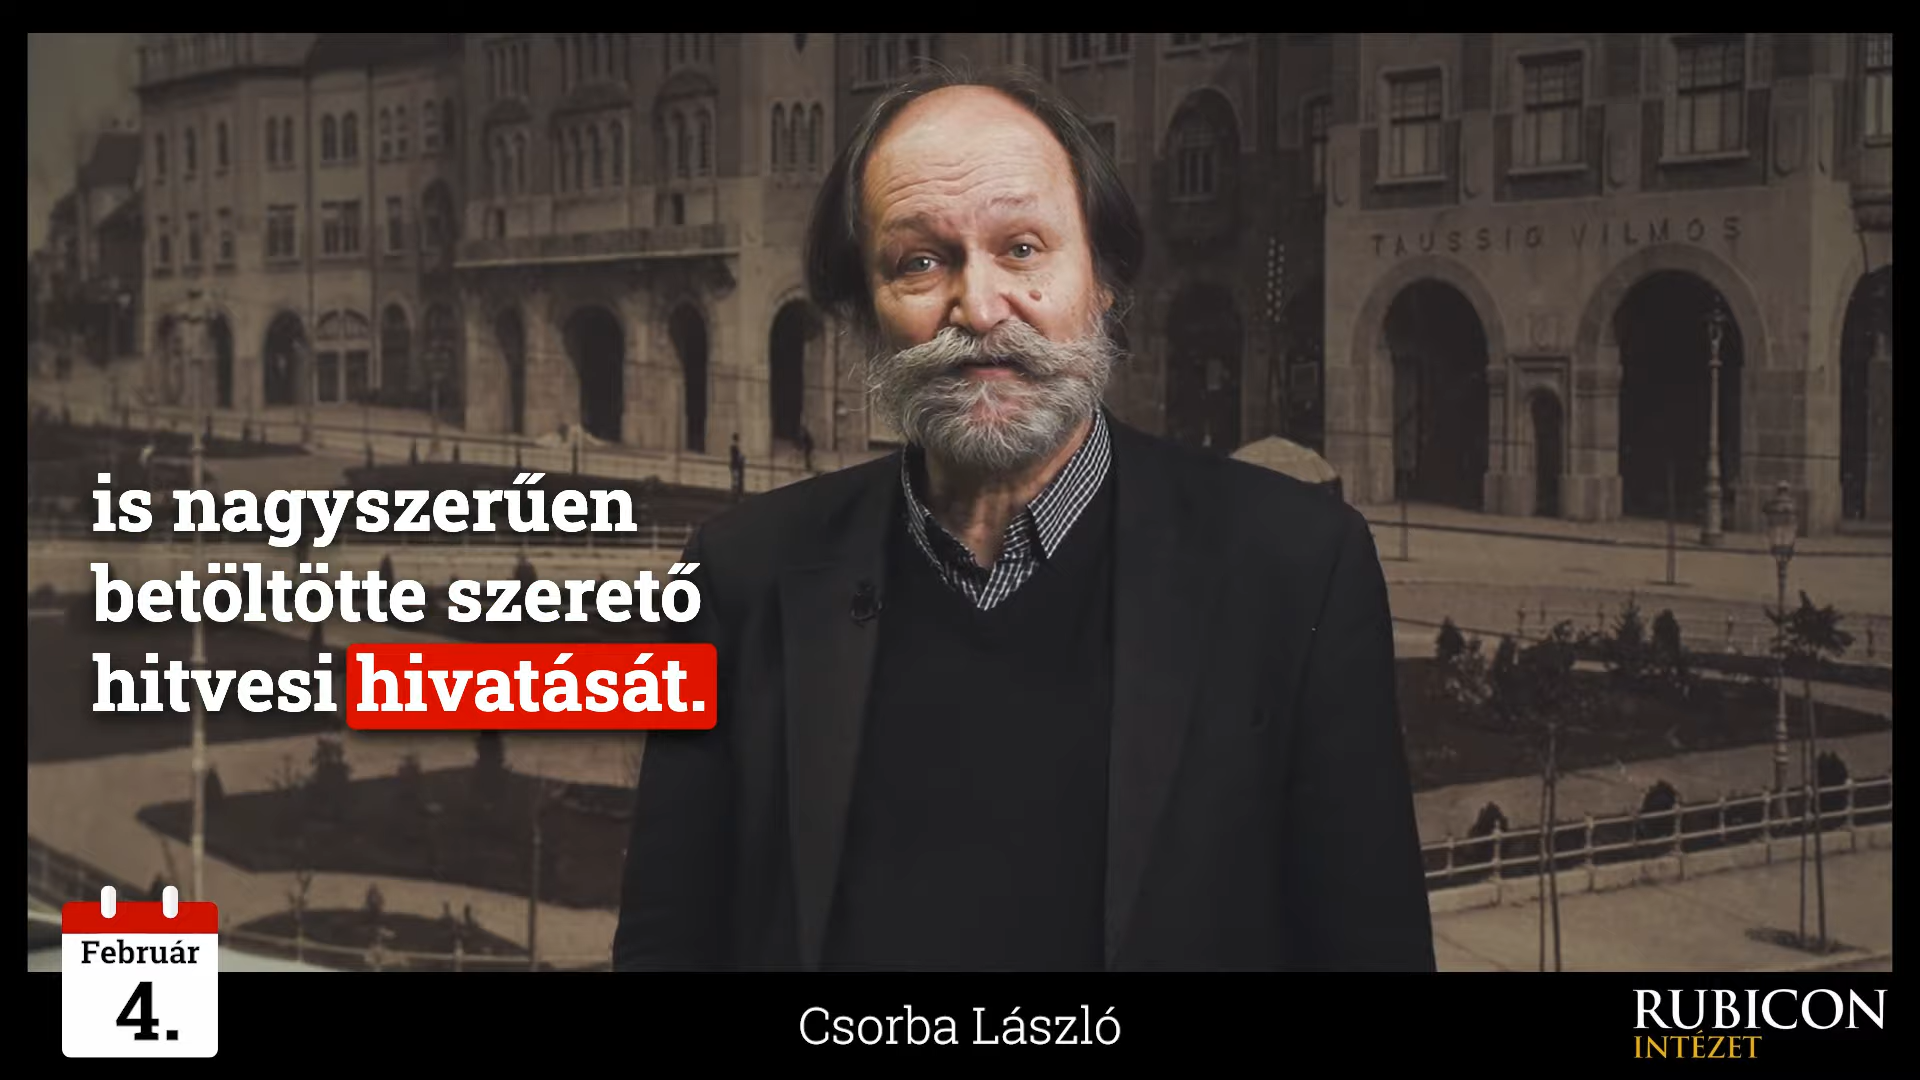 TAUSSIG VILMOS
is nagyszerűen
betöltötte szerető
hitvesi hivatását.
Február
4.
Csorba László
RUBICON
INTÉZET